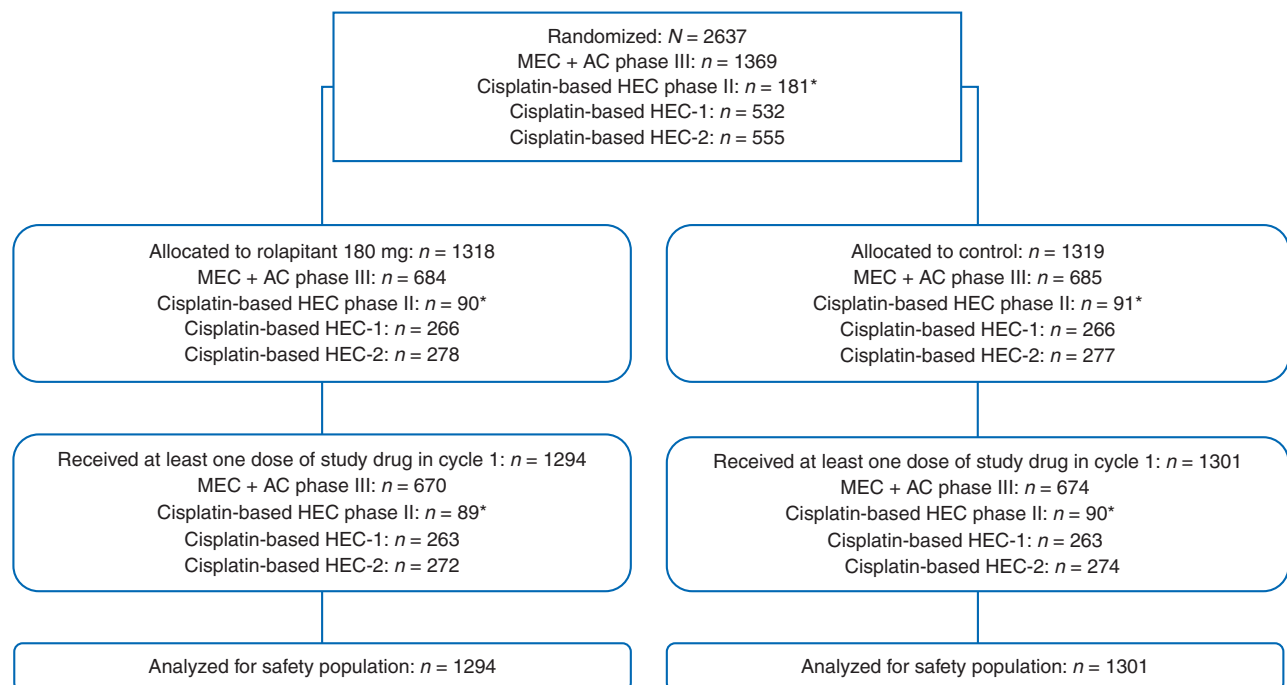 Randomized: N = 2637
MEC + AC phase III: n = 1369
Cisplatin-based HEC phase II: n = 181*
Cisplatin-based HEC-1: n = 532
Cisplatin-based HEC-2: n = 555
Allocated to rolapitant 180 mg: n = 1318
MEC + AC phase III: n = 684
Cisplatin-based HEC phase II: n = 90*
Cisplatin-based HEC-1: n = 266
Cisplatin-based HEC-2: n = 278
Allocated to control: n = 1319
MEC + AC phase III: n = 685
Cisplatin-based HEC phase II: n = 91*
Cisplatin-based HEC-1: n = 266
Cisplatin-based HEC-2: n = 277
Received at least one dose of study drug in cycle 1: n = 1294
MEC + AC phase III: n = 670
Cisplatin-based HEC phase II: n = 89*
Cisplatin-based HEC-1: n = 263
Cisplatin-based HEC-2: n = 272
Received at least one dose of study drug in cycle 1: n = 1301
MEC + AC phase III: n = 674
Cisplatin-based HEC phase II: n = 90*
Cisplatin-based HEC-1: n = 263
Cisplatin-based HEC-2: n = 274
Analyzed for safety population: n = 1294
Analyzed for safety population: n = 1301